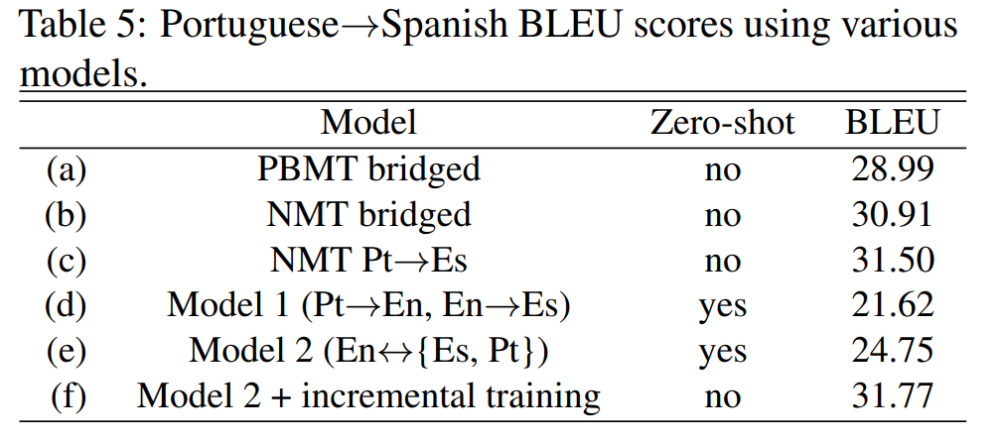 Table 5: Portuguese→Spanish BLEU scores using various
models.
Model Zero-shot BLEU
(a) PBMT bridged no 28.99
(b) NMT bridged no 30.91
(c) NMT Pt→Es no 31.50
(d) Model 1 (Pt→En, En→Es) yes 21.62
(e) Model 2 (En↔{Es, Pt}) yes 24.75
(f) Model 2 + incremental training no 31.77